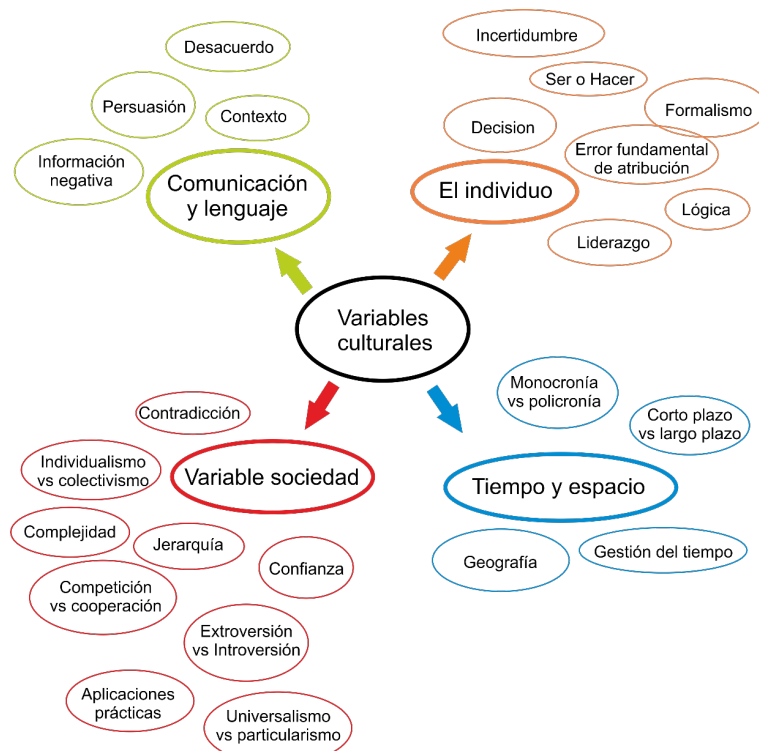 Desacuerdo
Persuasión
Contexto
Información
negativa
Comunicación
y lenguaje
Incertidumbre
Ser o Hacer
Formalismo
Decision
Error fundamental
de atribución
El individuo
Lógica
Liderazgo
Variables
culturales
Contradicción
Individualismo
vs colectivismo
Variable sociedad
Complejidad
Jerarquía
Confianza
Competición
vs cooperación
Extroversión
vs Introversión
Aplicaciones
prácticas
Universalismo
vs particularismo
Monocronía
vs policronía
Corto plazo
vs largo plazo
Tiempo y espacio
Geografía
Gestión del tiempo